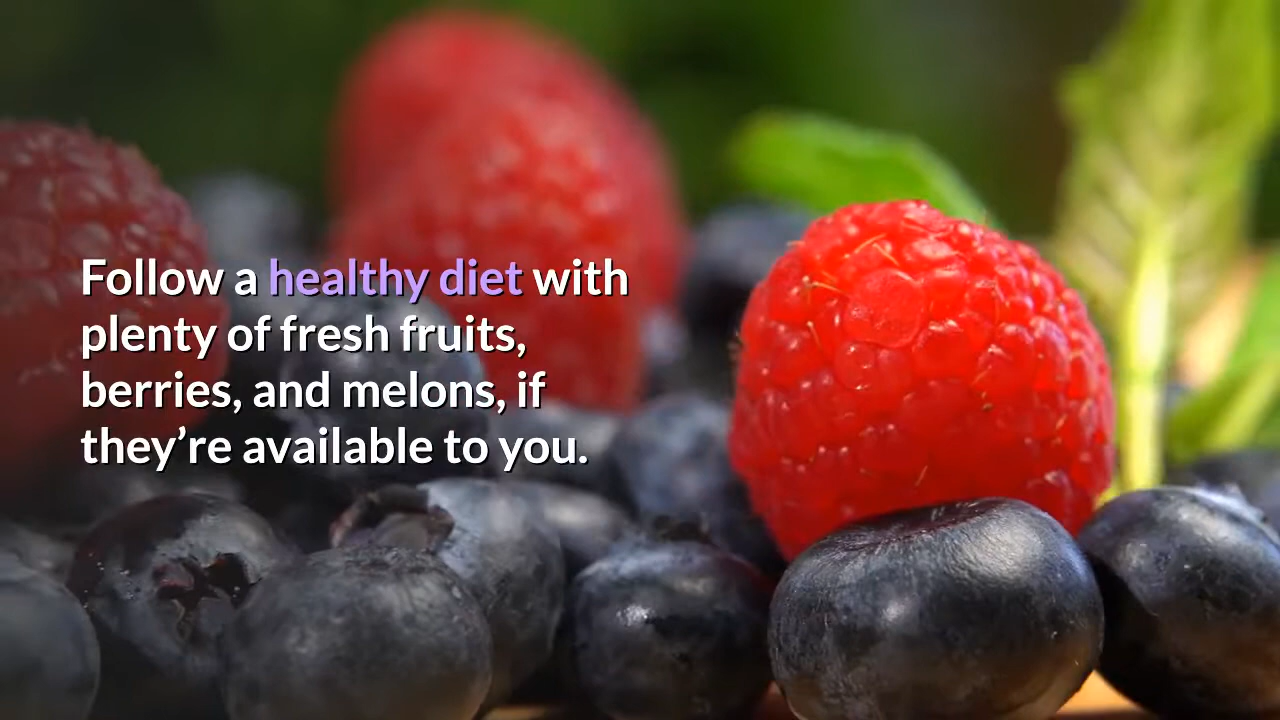 Follow a healthy diet with
plenty of fresh fruits,
berries, and melons, if
they’re available to you.